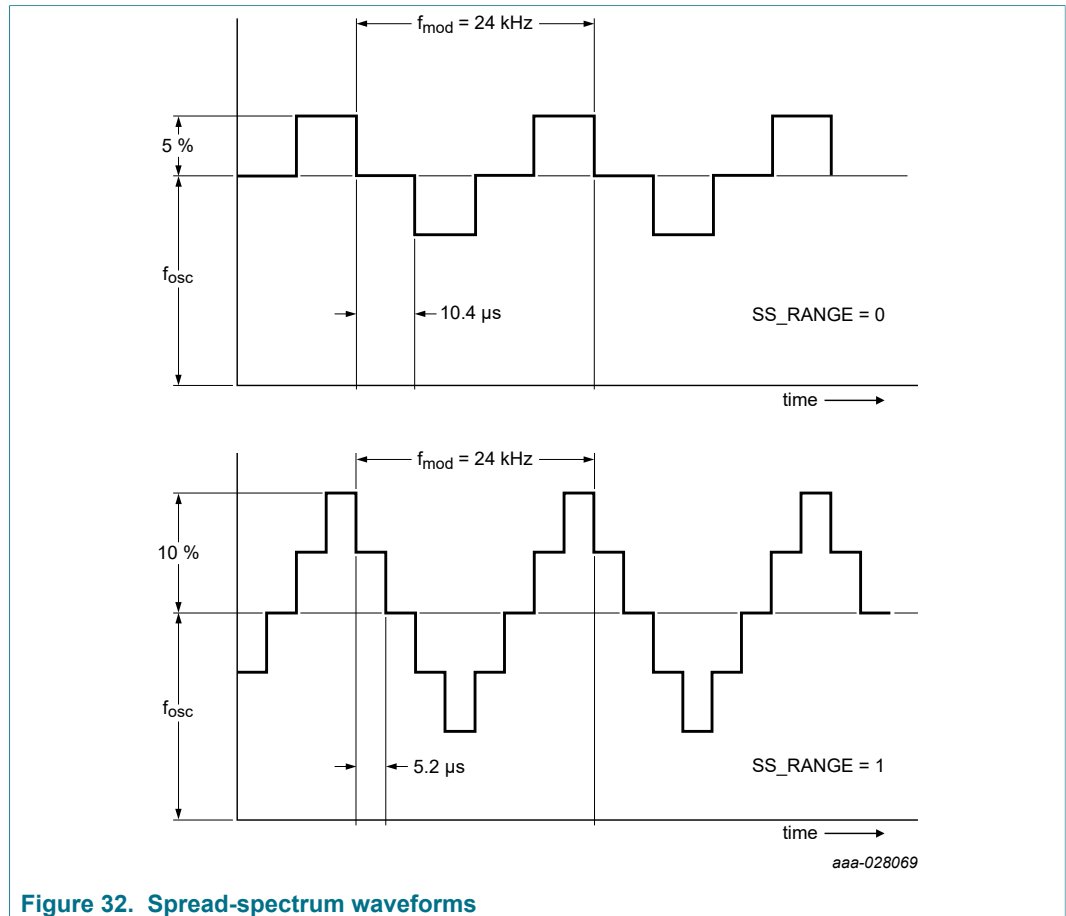 f_mod = 24 kHz
5 %
f_osc
10.4 µs
SS_RANGE = 0
time
f_mod = 24 kHz
10 %
f_osc
5.2 µs
SS_RANGE = 1
time
aaa-028069
Figure 32. Spread-spectrum waveforms